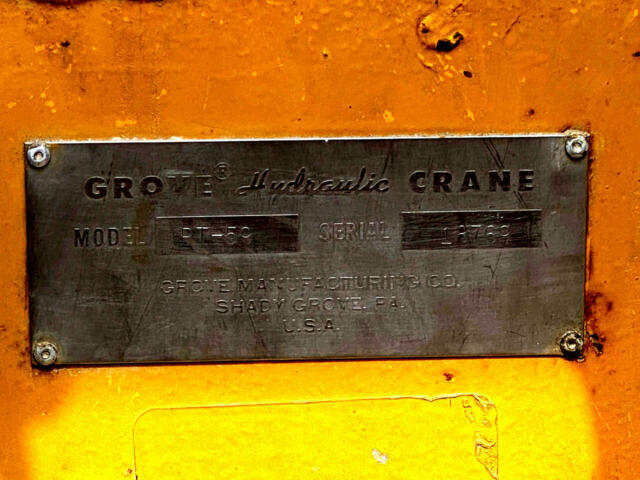 GROVE® Hydraulic CRANE
MODEL SERIAL
GROVE MANUFACTURING CO.
SHADY GROVE, PA.
U.S.A.